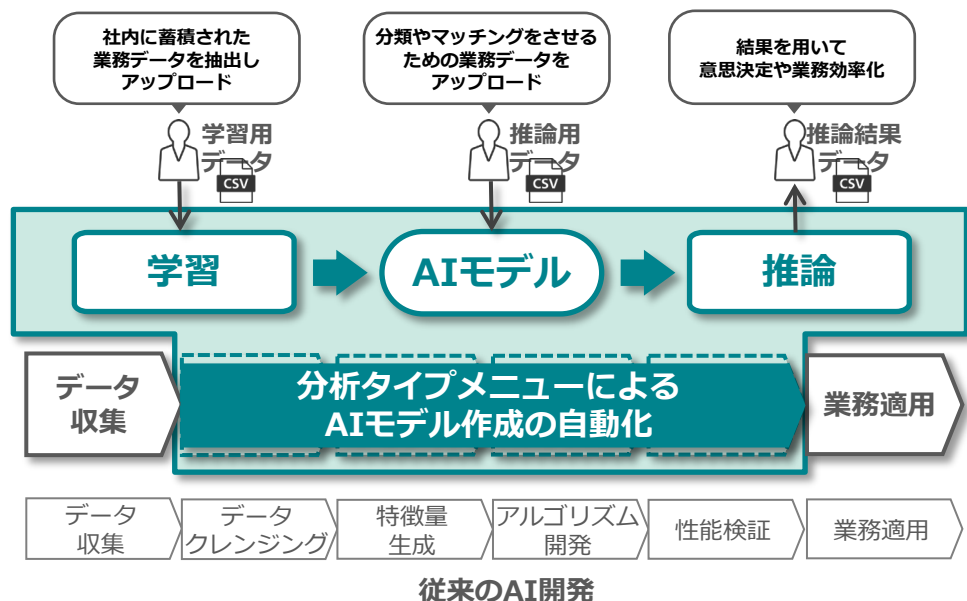 社内に蓄積された
業務データを抽出し
アップロード
分類やマッチングをさせる
ための業務データを
アップロード
結果を用いて
意思決定や業務効率化
学習用
データ
CSV
推論用
データ
CSV
推論結果
データ
CSV
学習
AIモデル
推論
データ
収集
分析タイプメニューによる
AIモデル作成の自動化
業務適用
データ
収集
データ
クレンジング
特徴量
生成
アルゴリズム
開発
性能検証
業務適用
従来のAI開発